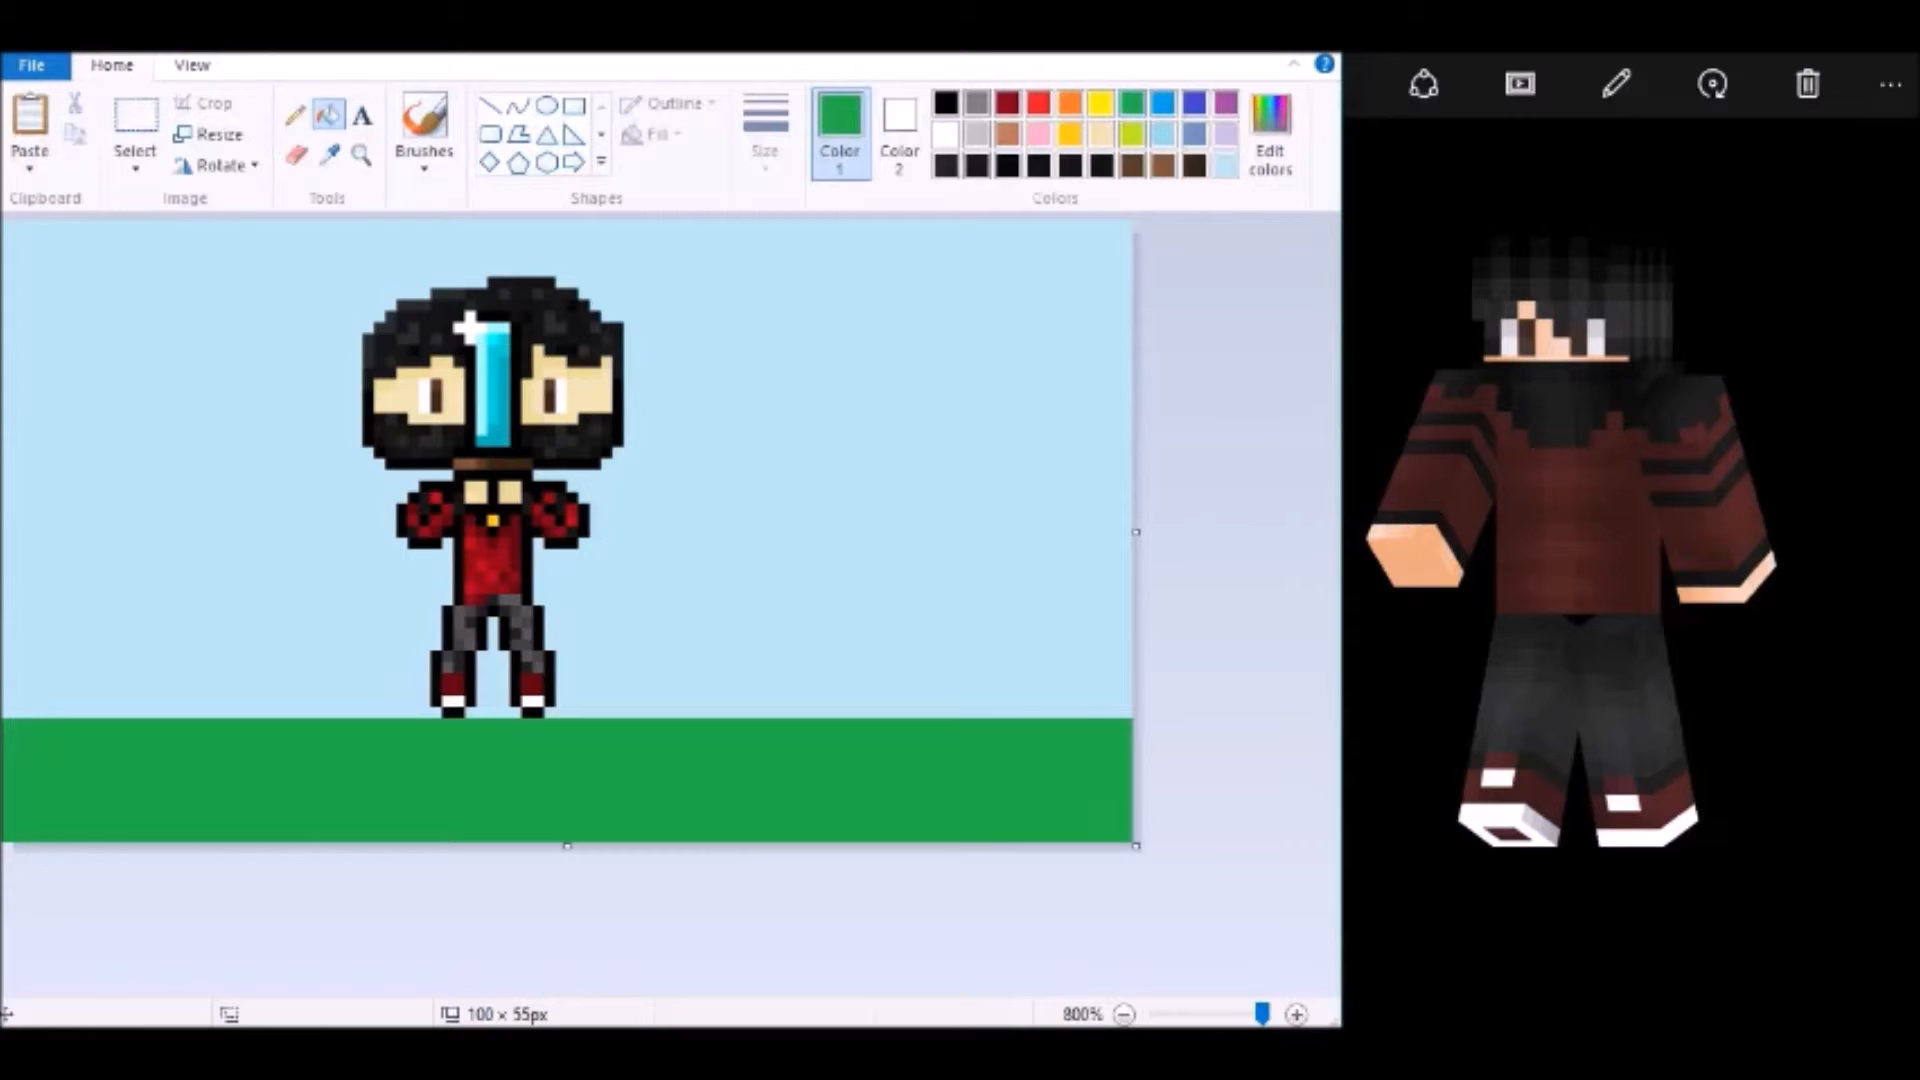 File Home View
Crop
Resize
Rotate
Paste
Select
A
Brushes
Outline
Fill
Size
Color 1
Color 2
Edit colors
Clipboard Image Tools Shapes Colors
100 × 55px
800%